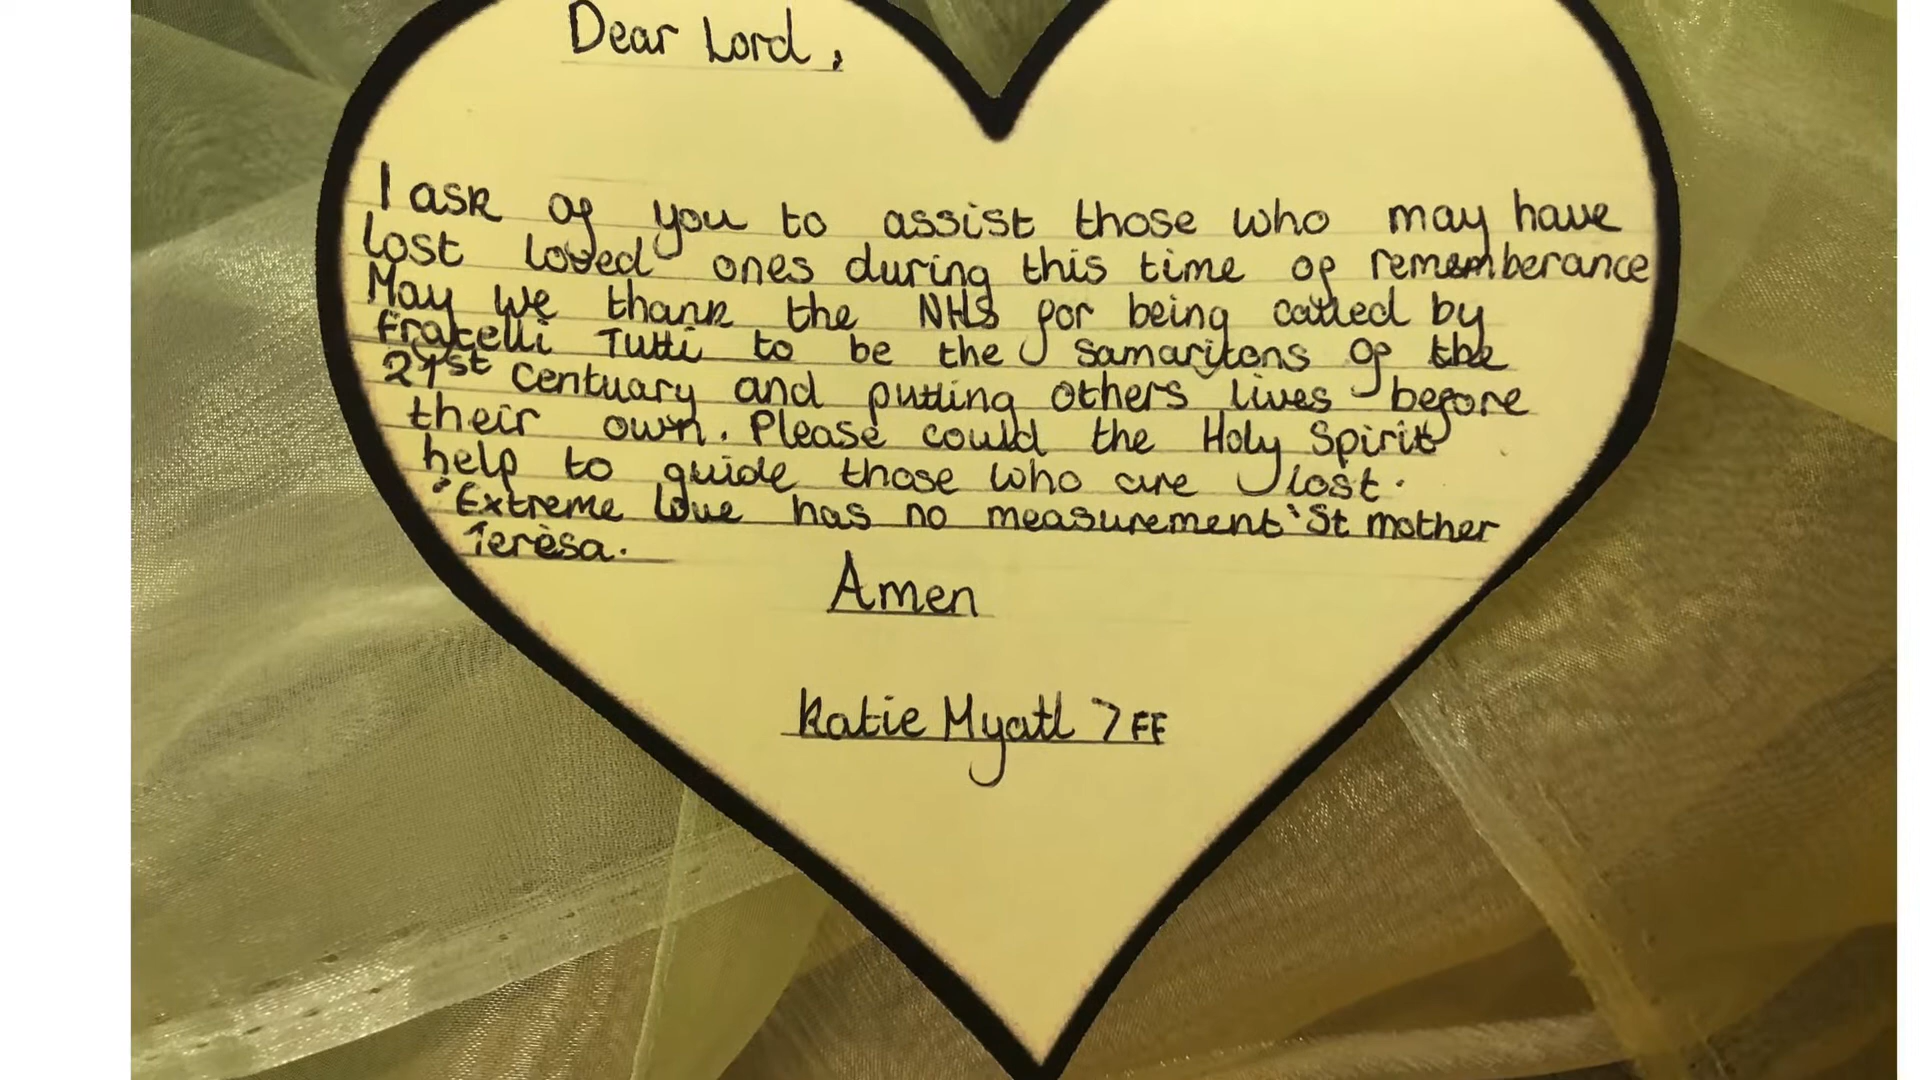 Dear Lord,
I ask of you to assist those who may have
lost loved ones during this time of rememberance
May we thank the NHS for being called by
Fratelli Tutti to be the samaritans of the
21st Centuary and putting others lives before
their own. Please could the Holy Spirit
help to guide those who are lost.
'Extreme love has no measurement' St mother
Teresa.
Amen
Katie Myatt 7FF